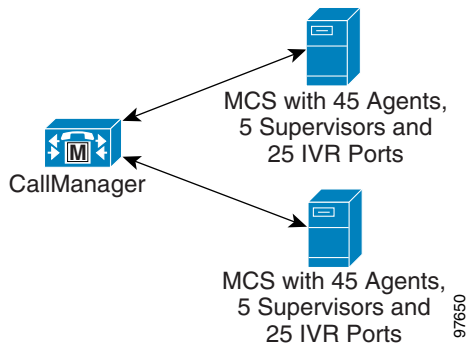 MCS with 45 Agents,
5 Supervisors and
25 IVR Ports
M
CallManager
MCS with 45 Agents,
5 Supervisors and
25 IVR Ports
97650